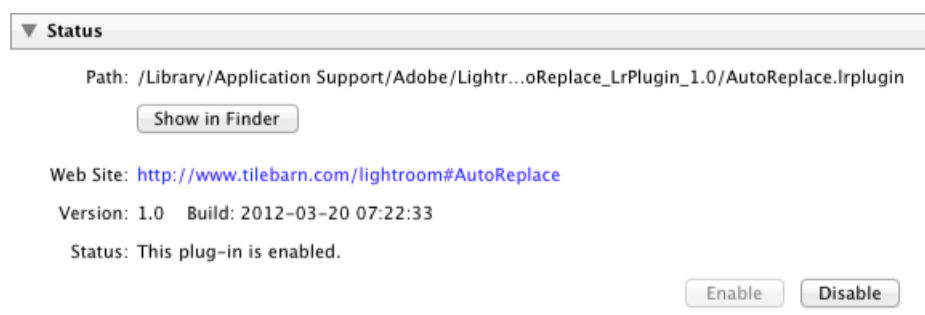 Status
Path: /Library/Application Support/Adobe/Lightr...oReplace_LrPlugin_1.0/AutoReplace.lrplugin
Show in Finder
Web Site: http://www.tilebarn.com/lightroom#AutoReplace
Version: 1.0 Build: 2012-03-20 07:22:33
Status: This plug-in is enabled.
Enable Disable